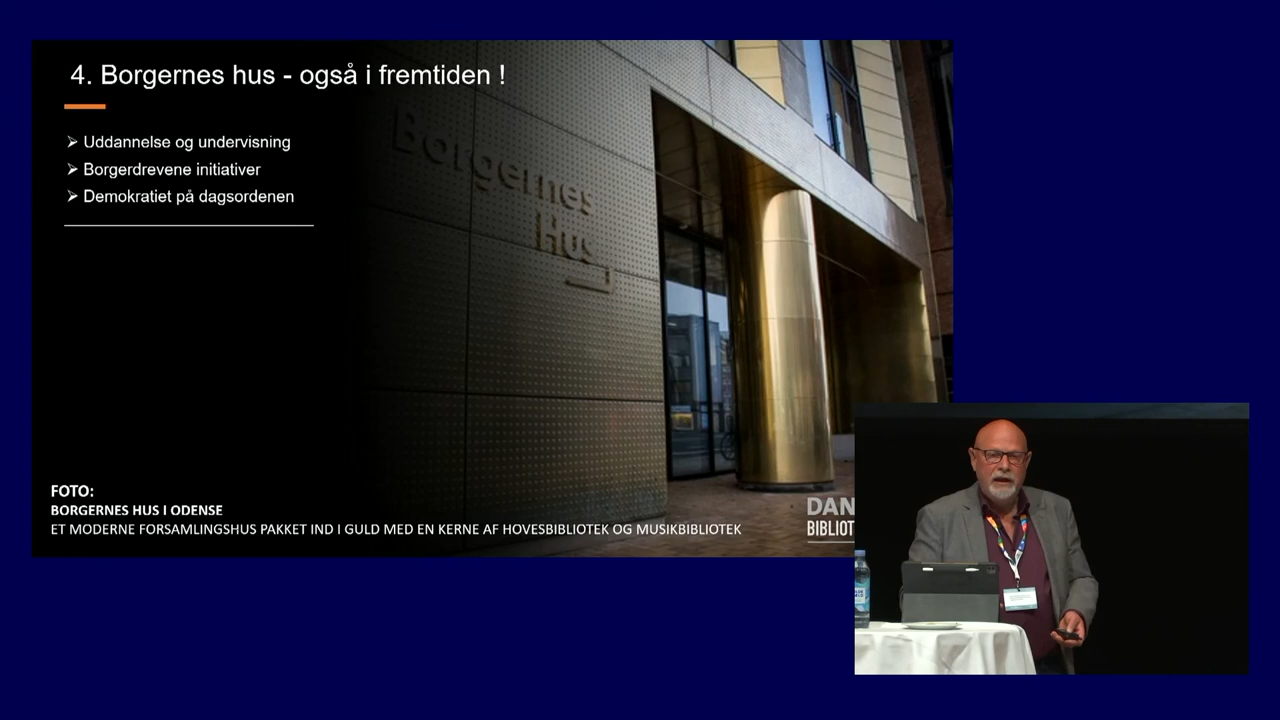 4. Borgernes hus - også i fremtiden !
➢ Uddannelse og undervisning
➢ Borgerdrevene initiativer
➢ Demokratiet på dagsordenen
Borgernes
Hus
FOTO:
BORGERNES HUS I ODENSE
ET MODERNE FORSAMLINGSHUS PAKKET IND I GULD MED EN KERNE AF HOVESBIBLIOTEK OG MUSIKBIBLIOTEK
DAN
BIBLIOT